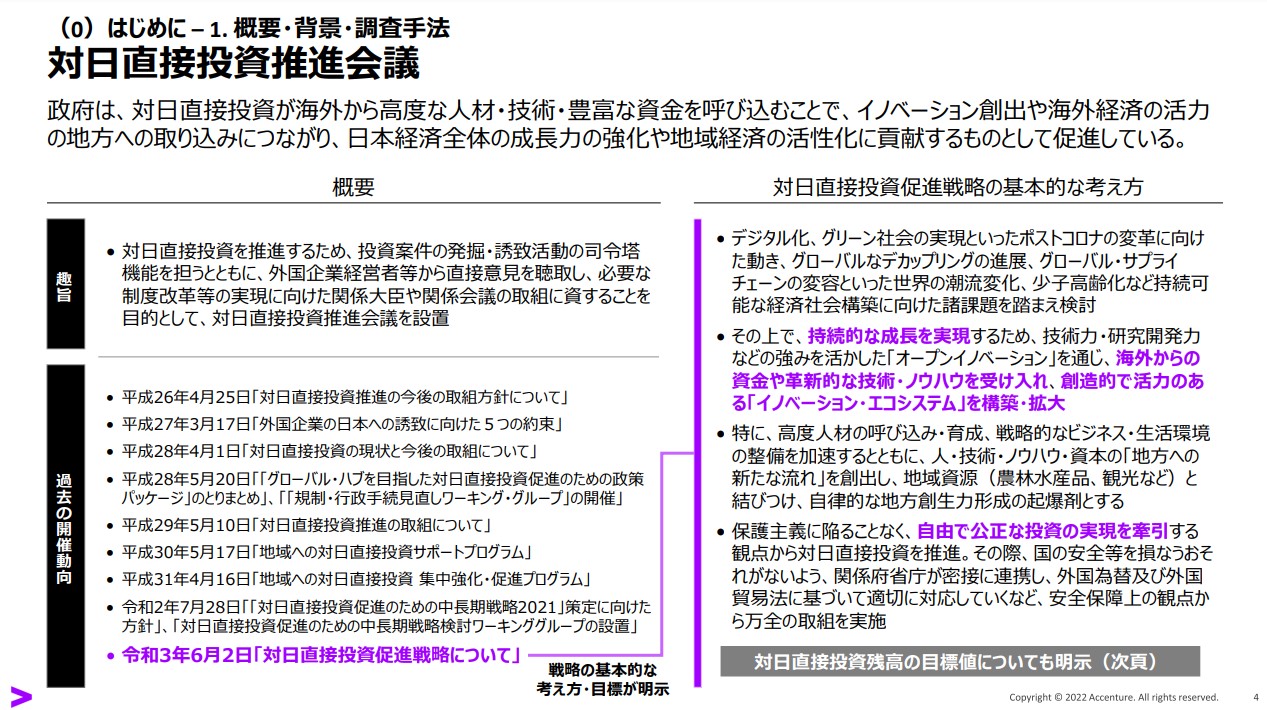 （0）はじめに – 1. 概要･背景･調査手法
対日直接投資推進会議
政府は、対日直接投資が海外から高度な人材･技術･豊富な資金を呼び込むことで、イノベーション創出や海外経済の活力
の地方への取り込みにつながり、日本経済全体の成長力の強化や地域経済の活性化に貢献するものとして促進している。
概要
趣旨
• 対日直接投資を推進するため、投資案件の発掘･誘致活動の司令塔
機能を担うとともに、外国企業経営者等から直接意見を聴取し、必要な
制度改革等の実現に向けた関係大臣や関係会議の取組に資することを
目的として、対日直接投資推進会議を設置
過去の開催動向
• 平成26年4月25日｢対日直接投資推進の今後の取組方針について｣
• 平成27年3月17日｢外国企業の日本への誘致に向けた５つの約束｣
• 平成28年4月1日｢対日直接投資の現状と今後の取組について｣
• 平成28年5月20日｢｢グローバル･ハブを目指した対日直接投資促進のための政策
パッケージ｣のとりまとめ｣、｢｢規制･行政手続見直しワーキング･グループ｣の開催｣
• 平成29年5月10日｢対日直接投資推進の取組について｣
• 平成30年5月17日｢地域への対日直接投資サポートプログラム｣
• 平成31年4月16日｢地域への対日直接投資 集中強化･促進プログラム｣
• 令和2年7月28日｢｢対日直接投資促進のための中長期戦略2021｣策定に向けた
方針｣、｢対日直接投資促進のための中長期戦略検討ワーキンググループの設置｣
• 令和3年6月2日｢対日直接投資促進戦略について｣
戦略の基本的な
考え方･目標が明示
対日直接投資促進戦略の基本的な考え方
• デジタル化、グリーン社会の実現といったポストコロナの変革に向け
た動き、グローバルなデカップリングの進展、グローバル･サプライ
チェーンの変容といった世界の潮流変化、少子高齢化など持続可
能な経済社会構築に向けた諸課題を踏まえ検討
• その上で、持続的な成長を実現するため、技術力･研究開発力
などの強みを活かした｢オープンイノベーション｣を通じ、海外からの
資金や革新的な技術･ノウハウを受け入れ、創造的で活力のあ
る｢イノベーション･エコシステム｣を構築･拡大
• 特に、高度人材の呼び込み･育成、戦略的なビジネス･生活環境
の整備を加速するとともに、人･技術･ノウハウ･資本の｢地方への
新たな流れ｣を創出し、地域資源（農林水産品、観光など）と
結びつけ、自律的な地方創生力形成の起爆剤とする
• 保護主義に陥ることなく、自由で公正な投資の実現を牽引する
観点から対日直接投資を推進。その際、国の安全等を損なうおそ
れがないよう、関係府省庁が密接に連携し、外国為替及び外国
貿易法に基づいて適切に対応していくなど、安全保障上の観点か
ら万全の取組を実施
対日直接投資残高の目標値についても明示（次頁）
Copyright © 2022 Accenture. All rights reserved.
4